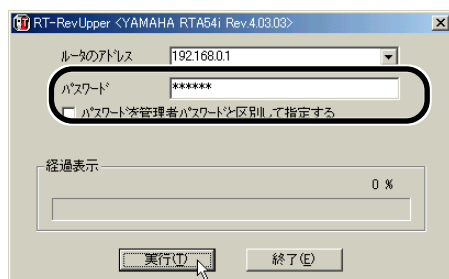 RT-RevUpper <YAMAHA RTA54i Rev.4.03.03>
ルータのアドレス 192.168.0.1
パスワード ******
パスワードを管理者パスワードと区別して指定する
経過表示
0 %
実行(T) 終了(E)